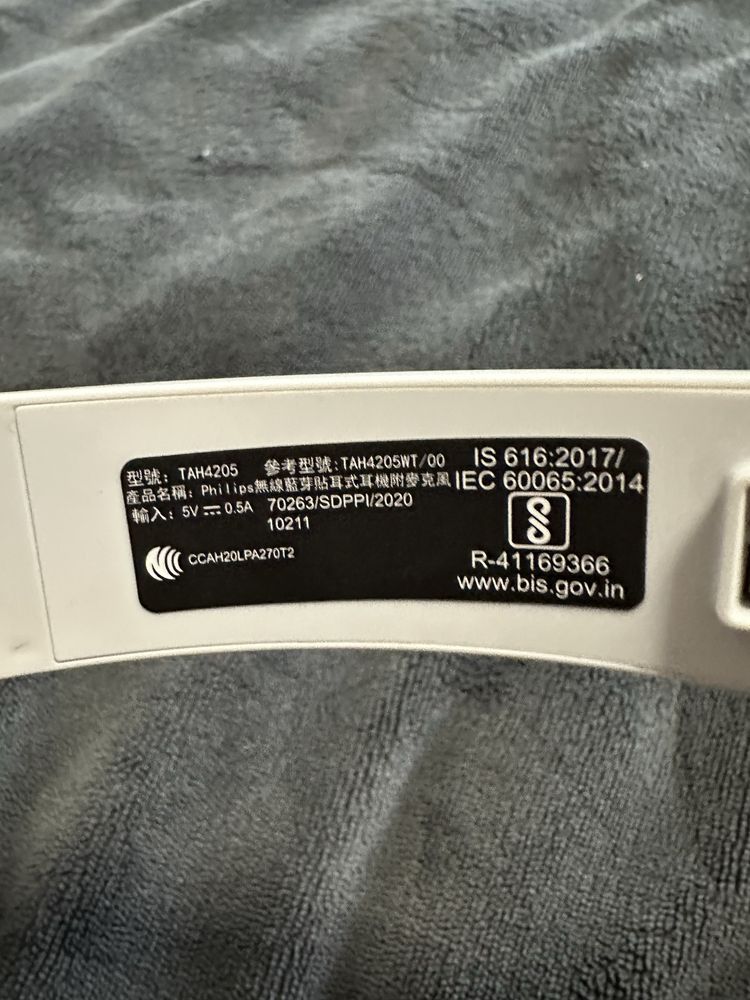 型號: TAH4205 參考型號:TAH4205WT/00
產品名稱: Philips無線藍芽貼耳式耳機附麥克風
輸入: 5V⎓0.5A 70263/SDPPI/2020
10211
CCAH20LPA270T2
IS 616:2017/
IEC 60065:2014
R-41169366
www.bis.gov.in